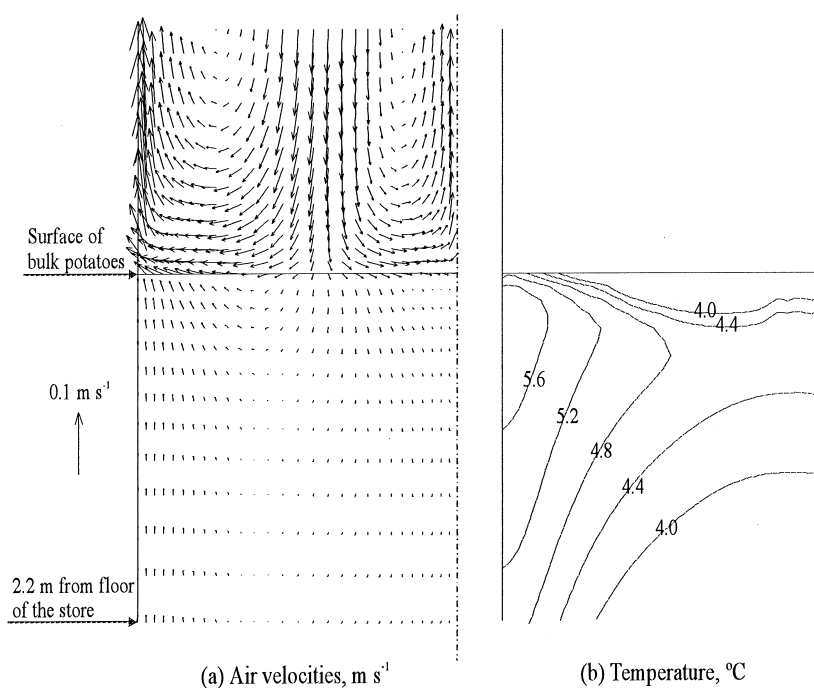 Surface of
bulk potatoes
0.1 m s⁻¹
2.2 m from floor
of the store
(a) Air velocities, m s⁻¹
4.0
4.4
5.6
5.2
4.8
4.4
4.0
(b) Temperature, ºC